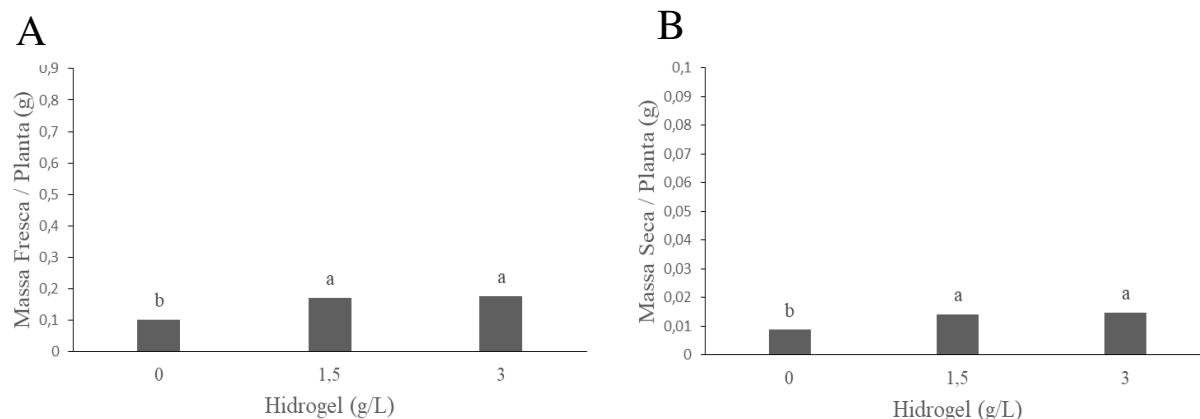 A
Massa Fresca / Planta (g)
0,9
0,8
0,7
0,6
0,5
0,4
0,3
0,2
0,1
0
b
a
a
0
1,5
3
Hidrogel (g/L)
B
Massa Seca / Planta (g)
0,1
0,09
0,08
0,07
0,06
0,05
0,04
0,03
0,02
0,01
0
b
a
a
0
1,5
3
Hidrogel (g/L)